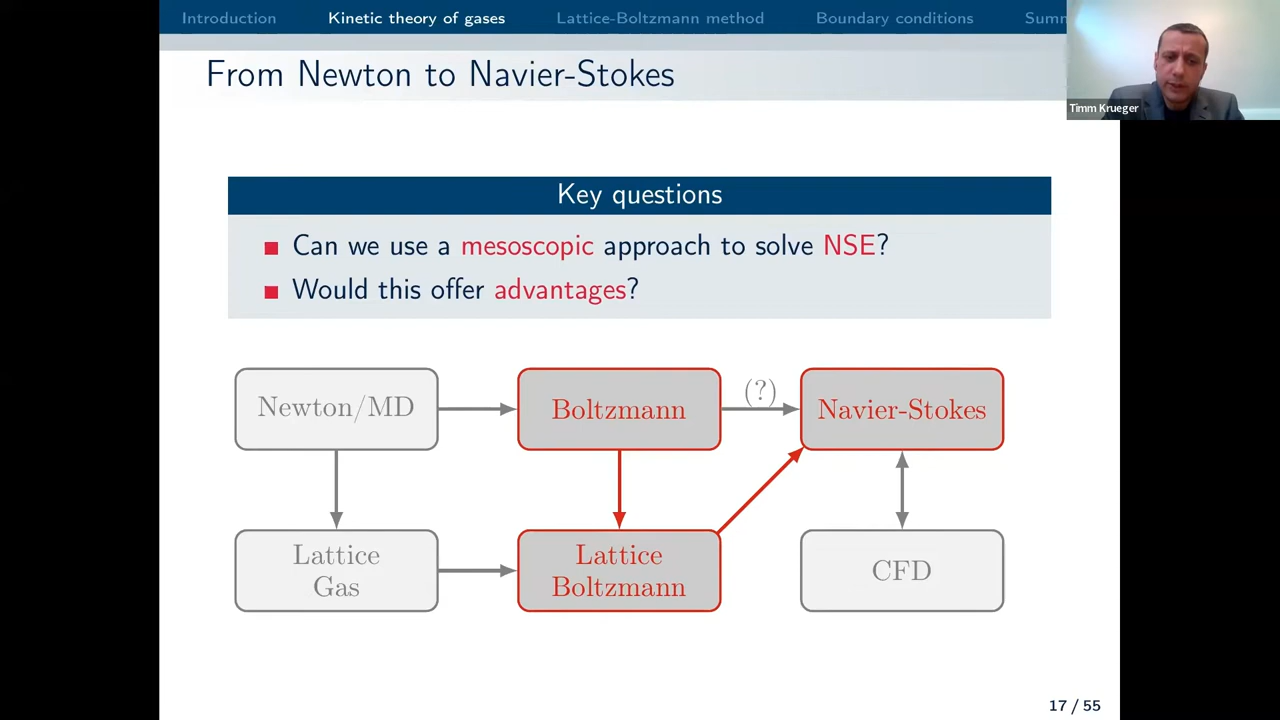 Introduction Kinetic theory of gases Lattice-Boltzmann method Boundary conditions
From Newton to Navier-Stokes
Timm Krueger
Key questions
Can we use a mesoscopic approach to solve NSE?
Would this offer advantages?
(?)
Newton/MD Boltzmann Navier-Stokes
Lattice Gas
Lattice Boltzmann
CFD
17 / 55